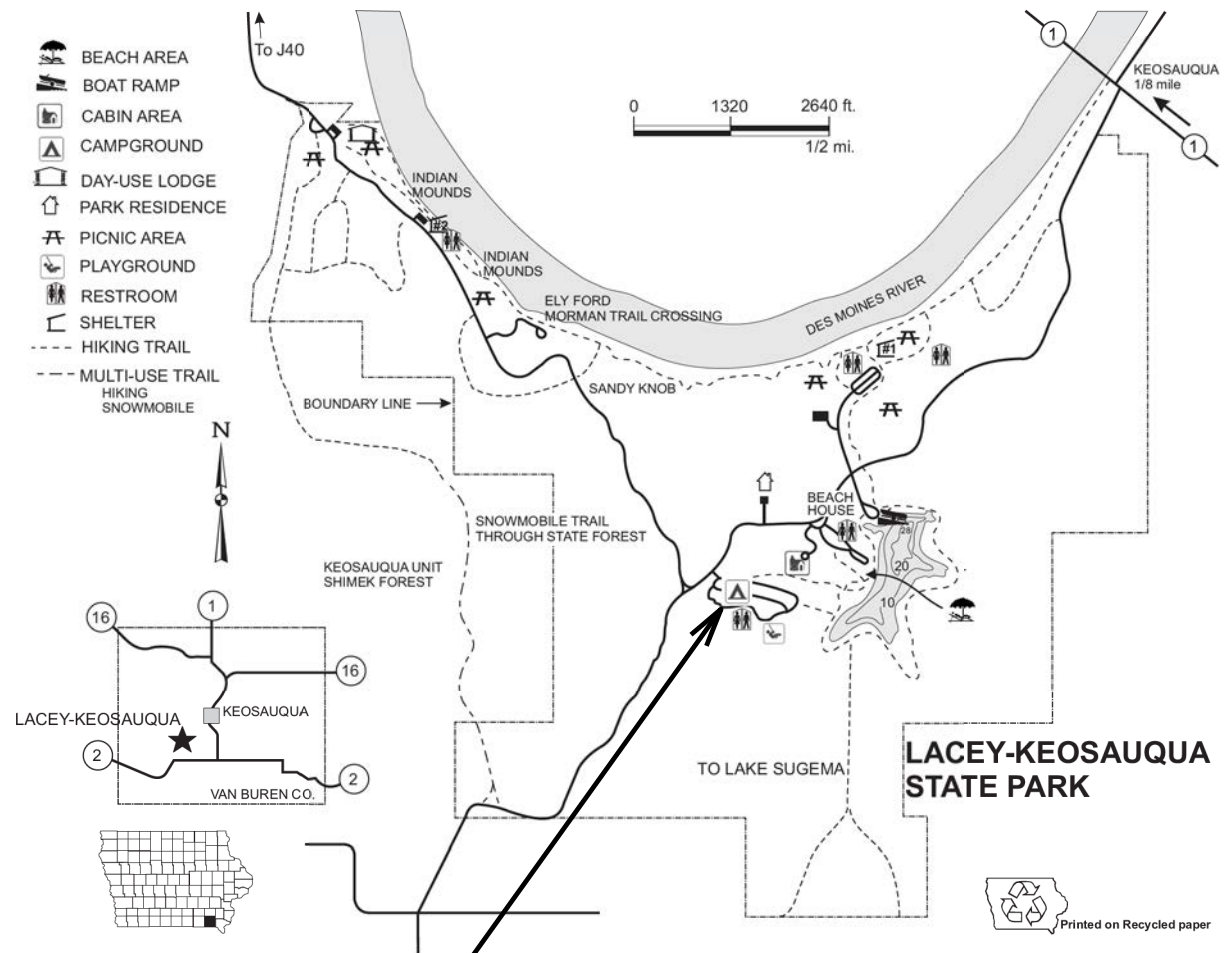 To J40
BEACH AREA
BOAT RAMP
CABIN AREA
CAMPGROUND
DAY-USE LODGE
PARK RESIDENCE
PICNIC AREA
PLAYGROUND
RESTROOM
SHELTER
HIKING TRAIL
MULTI-USE TRAIL
HIKING
SNOWMOBILE
0 1320 2640 ft.
1/2 mi.
1
KEOSAUQUA
1/8 mile
1
INDIAN
MOUNDS
#2
INDIAN
MOUNDS
ELY FORD
MORMAN TRAIL CROSSING
DES MOINES RIVER
#1
SANDY KNOB
BOUNDARY LINE
N
BEACH
HOUSE
SNOWMOBILE TRAIL
THROUGH STATE FOREST
KEOSAUQUA UNIT
SHIMEK FOREST
28
20
10
16
1
16
KEOSAUQUA
LACEY-KEOSAUQUA
2
2
VAN BUREN CO.
TO LAKE SUGEMA
LACEY-KEOSAUQUA
STATE PARK
Printed on Recycled paper